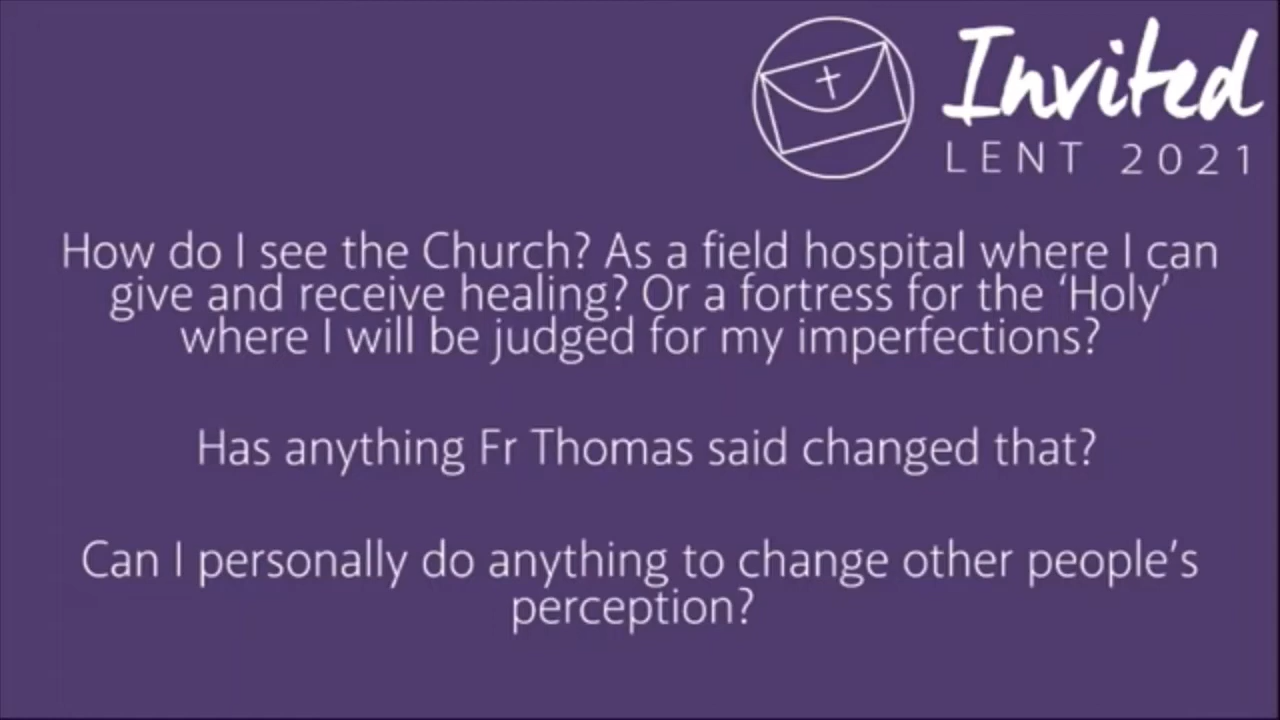 Invited
LENT 2021
How do I see the Church? As a field hospital where I can
give and receive healing? Or a fortress for the ‘Holy’
where I will be judged for my imperfections?
Has anything Fr Thomas said changed that?
Can I personally do anything to change other people’s
perception?